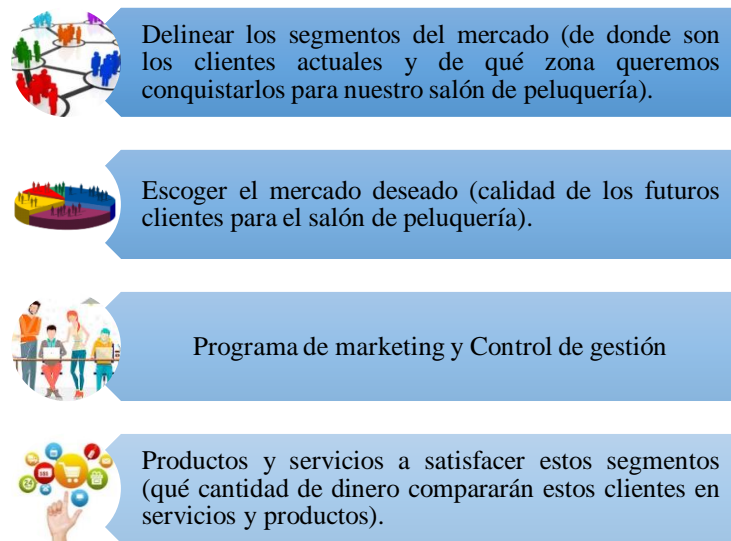 Delinear los segmentos del mercado (de donde son
los clientes actuales y de qué zona queremos
conquistarlos para nuestro salón de peluquería).
Escoger el mercado deseado (calidad de los futuros
clientes para el salón de peluquería).
Programa de marketing y Control de gestión
Productos y servicios a satisfacer estos segmentos
(qué cantidad de dinero compararán estos clientes en
servicios y productos).